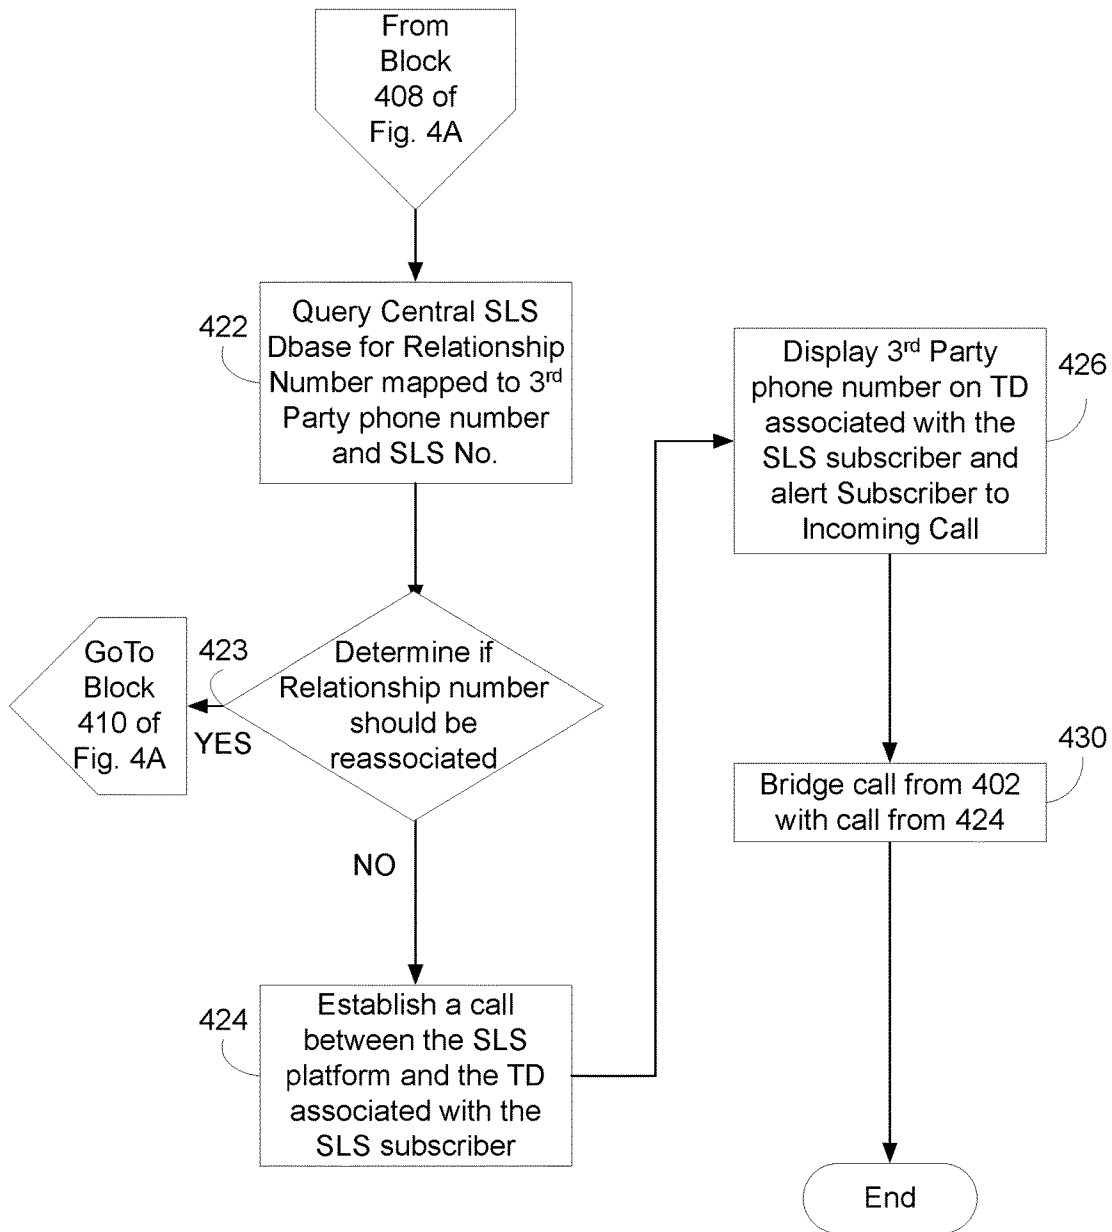 From
Block
408 of
Fig. 4A
422
Query Central SLS
Dbase for Relationship
Number mapped to 3rd
Party phone number
and SLS No.
423
Determine if
Relationship number
should be
reassociated
YES
GoTo
Block
410 of
Fig. 4A
NO
424
Establish a call
between the SLS
platform and the TD
associated with the
SLS subscriber
Display 3rd Party
phone number on TD
associated with the
SLS subscriber and
alert Subscriber to
Incoming Call
426
Bridge call from 402
with call from 424
430
End